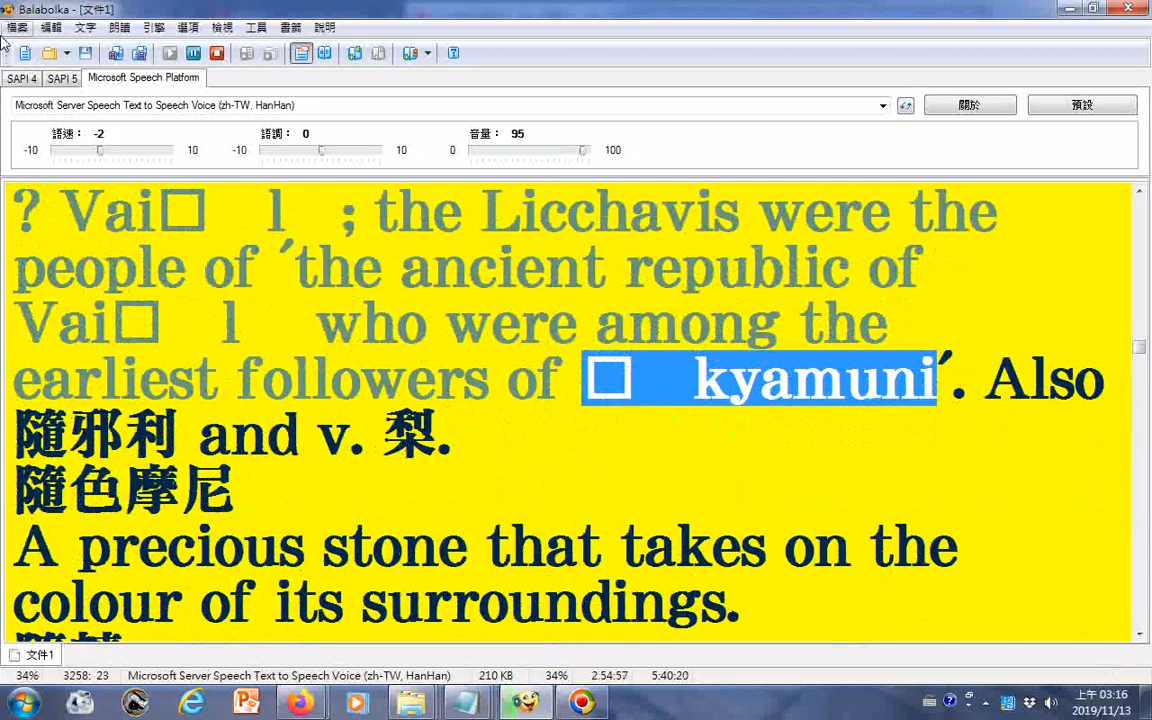 Balabolka - [文件1]
檔案 編輯 文字 朗讀 引擎 選項 檢視 工具 書籤 說明
SAPI 4 SAPI 5 Microsoft Speech Platform
Microsoft Server Speech Text to Speech Voice (zh-TW, HanHan) 關於 預設
語速： -2 語調： 0 音量： 95
-10 10 -10 10 0 100
? Vai□ l ; the Licchavis were the
people of ′the ancient republic of
Vai□ l who were among the
earliest followers of □ kyamuni′. Also
隨邪利 and v. 梨.
隨色摩尼
A precious stone that takes on the
colour of its surroundings.
文件1
34% 3258: 23 Microsoft Server Speech Text to Speech Voice (zh-TW, HanHan) 210 KB 34% 2:54:57 5:40:20
上午 03:16
2019/11/13